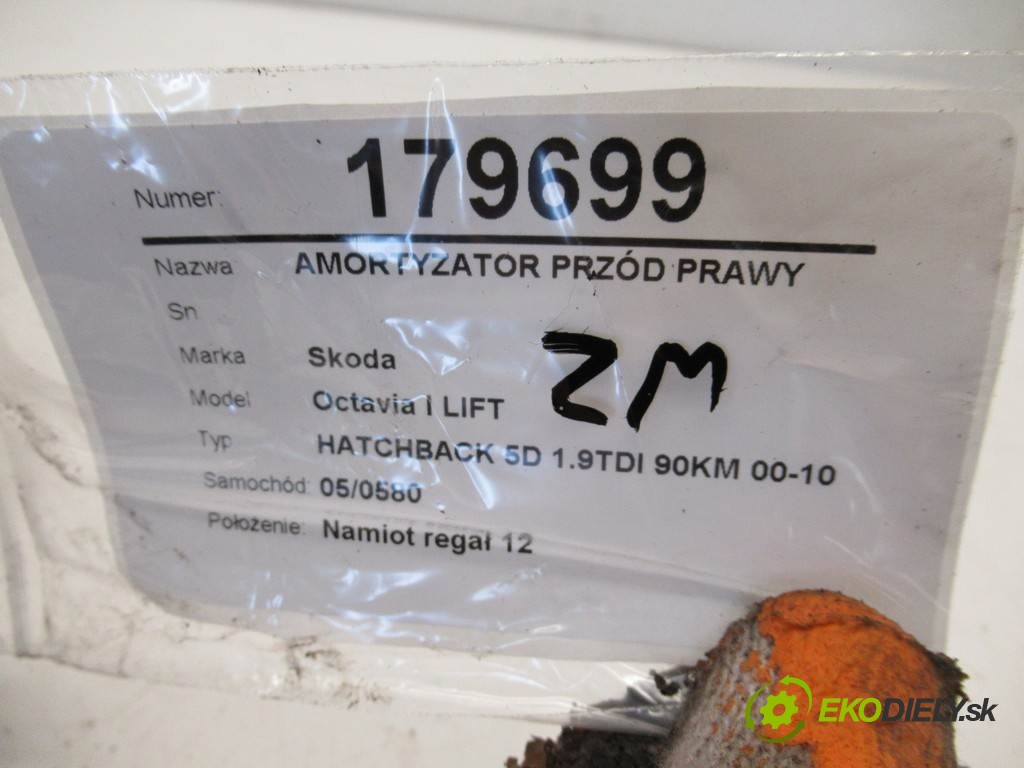 Numer: 179699
Nazwa AMORTYZATOR PRZÓD PRAWY
Sn
Marka Skoda
ZM
Model Octavia I LIFT
Typ HATCHBACK 5D 1.9TDI 90KM 00-10
Samochód: 05/0580
Położenie: Namiot regał 12
EKODIELY.sk